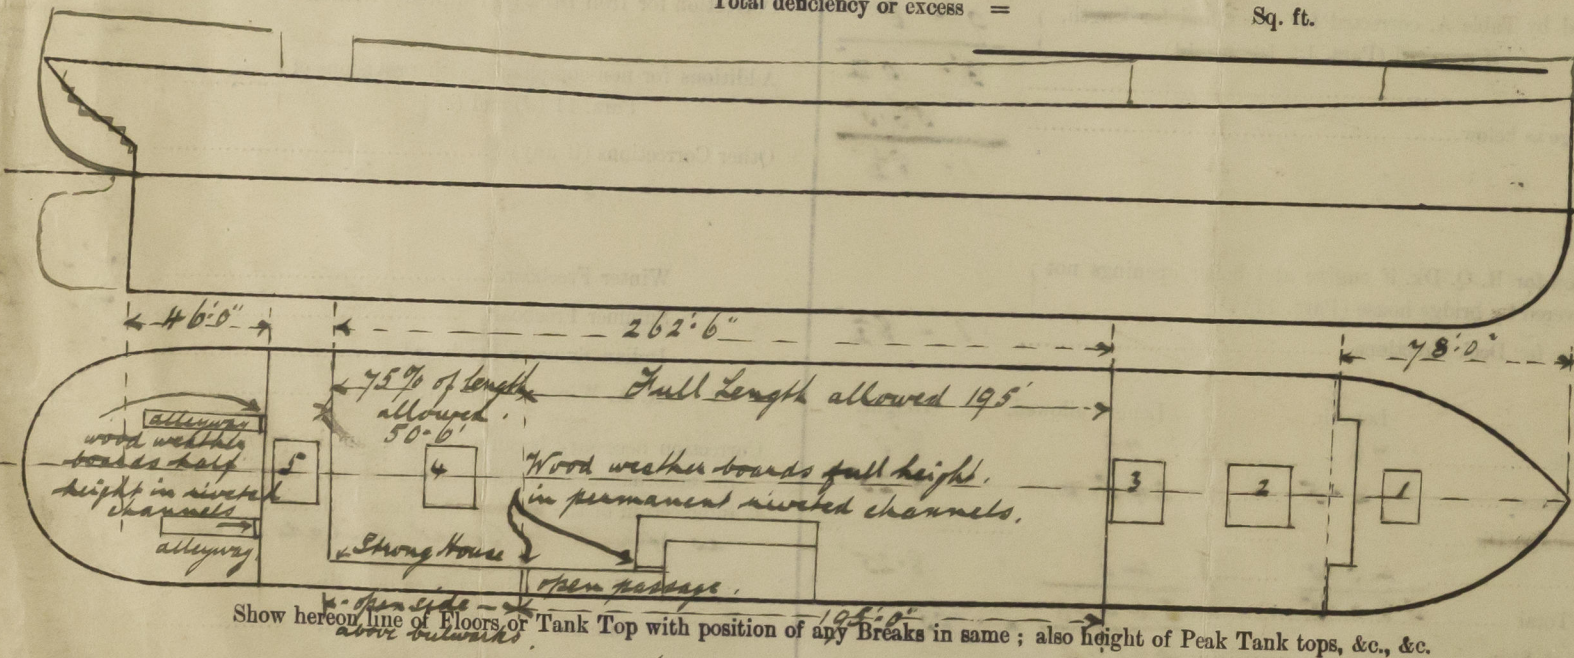 Total deficiency or excess =
Sq. ft.
46'.0"
262'.6"
78'.0"
75% of length
allowed.
50-6'
Full Length allowed 195'
alleyway
wood weather
boards half
height in riveted
channels
alleyway.
5
4
Wood weather boards full height.
in permanent riveted channels.
3
2
1
Strong House
open passage.
open side
above bulwarks.
195'.0"
Show hereon line of Floors or Tank Top with position of any Breaks in same ; also height of Peak Tank tops, &c., &c.